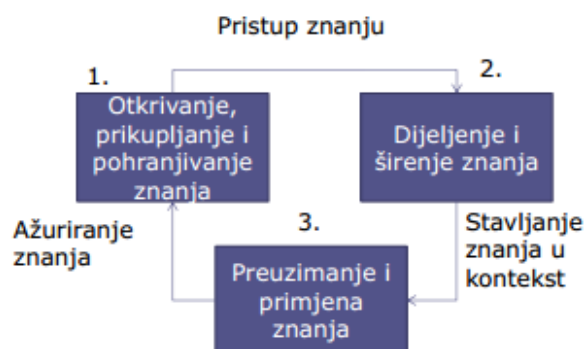 Pristup znanju
1.
Otkrivanje,
prikupljanje i
pohranjivanje
znanja
2.
Dijeljenje i
širenje znanja
Stavljanje
znanja u
kontekst
3.
Preuzimanje i
primjena
znanja
Ažuriranje
znanja